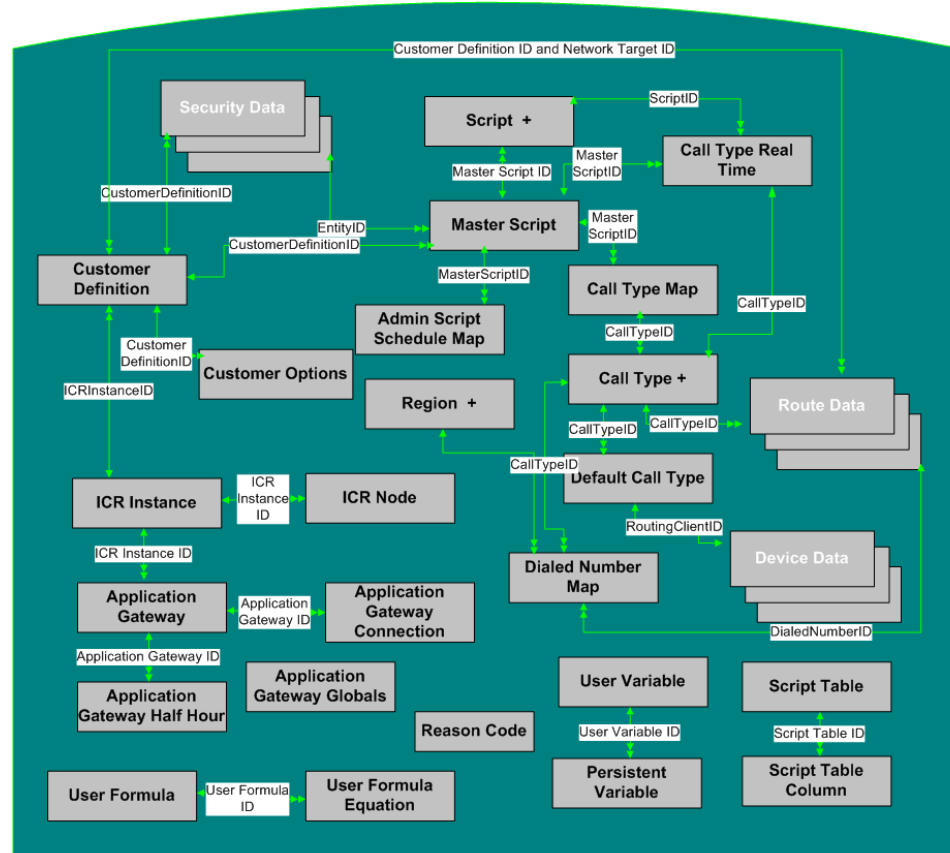 Customer Definition ID and Network Target ID
Security Data
ScriptID
Script +
Call Type Real
Time
Master
ScriptID
Master Script ID
CustomerDefinitionID
EntityID
Master Script
Master
ScriptID
CustomerDefinitionID
Customer
Definition
MasterScriptID
Call Type Map
CallTypeID
Admin Script
Schedule Map
CallTypeID
Customer
DefinitionID
Customer Options
Call Type +
ICRInstanceID
Region +
Route Data
CallTypeID
CallTypeID
CallTypeID
Default Call Type
ICR Instance
ICR
Instance
ID
ICR Node
RoutingClientID
ICR Instance ID
Device Data
Dialed Number
Map
Application
Gateway
Application
Gateway ID
Application
Gateway
Connection
DialedNumberID
Application Gateway ID
Application
Gateway Half Hour
Application
Gateway Globals
User Variable
Script Table
Reason Code
User Variable ID
Script Table ID
Persistent
Variable
Script Table
Column
User Formula
User Formula
ID
User Formula
Equation